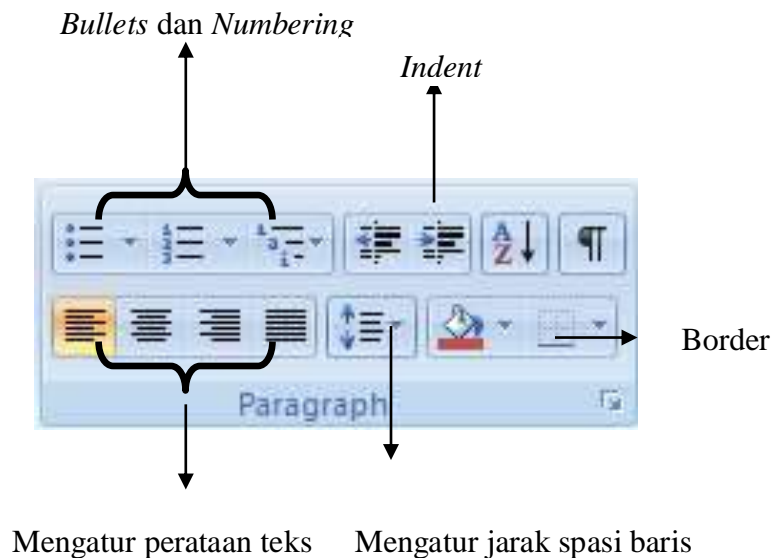 Bullets dan Numbering
Indent
A
Z
¶
Border
Paragraph
Mengatur perataan teks
Mengatur jarak spasi baris